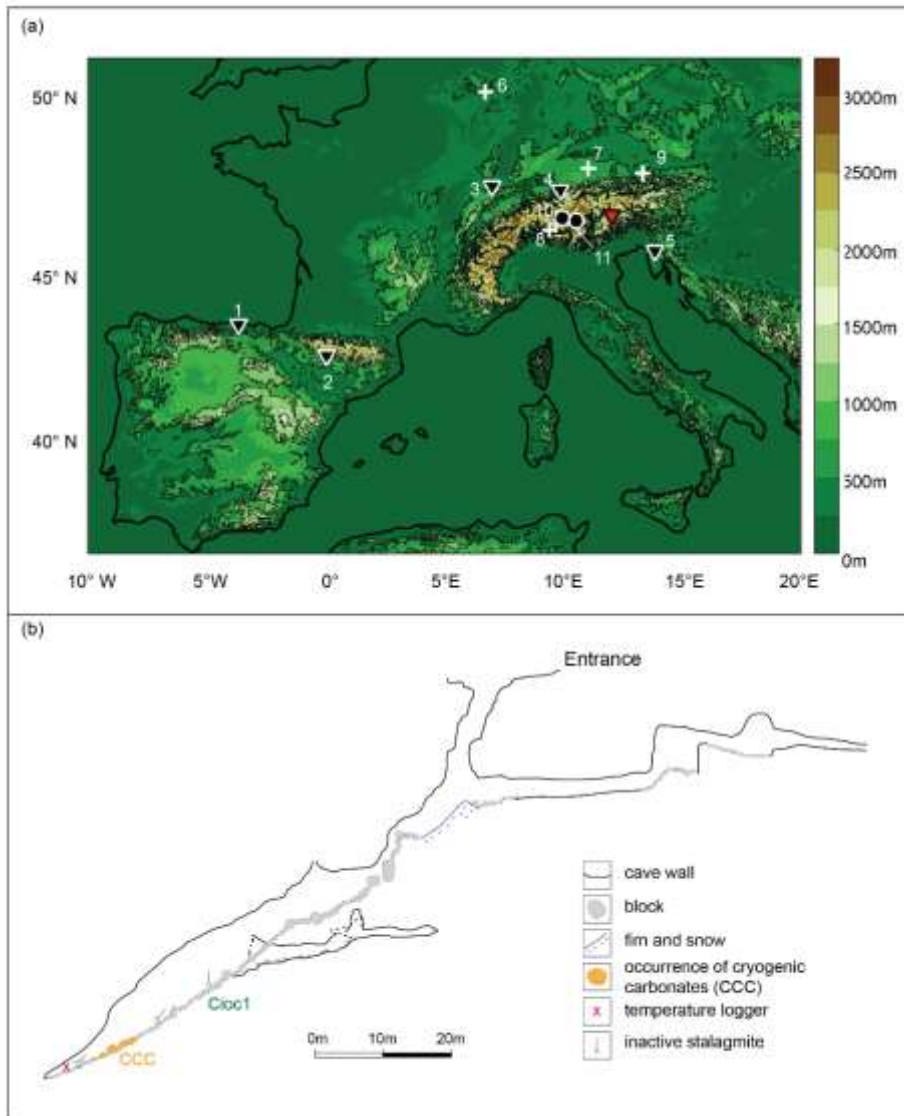 (a)
50° N
45° N
40° N
10° W
5°W
0°
5°E
10°E
15°E
20°E
6
7
9
3
4
10
8
11
5
1
2
3000m
2500m
2000m
1500m
1000m
500m
0m
(b)
Entrance
cave wall
block
firn and snow
occurrence of cryogenic
carbonates (CCC)
x temperature logger
inactive stalagmite
Cioc1
CCC
x
0m 10m 20m